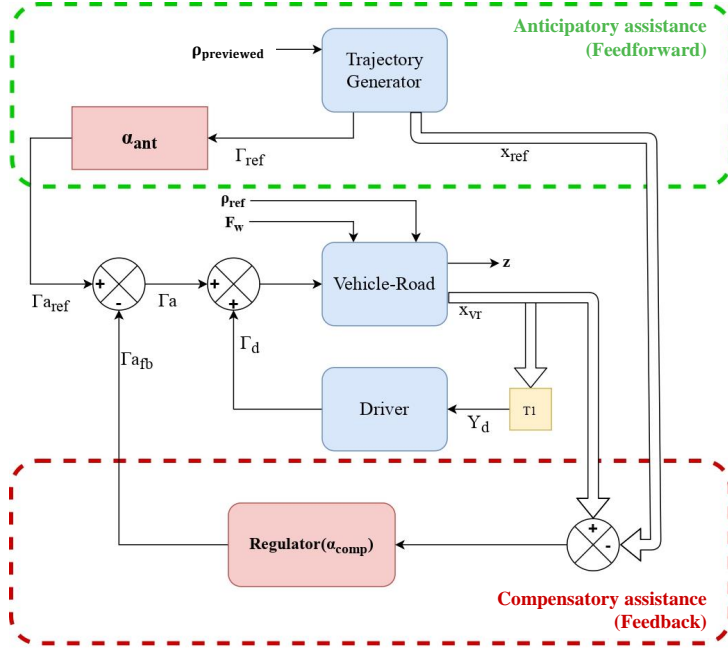 Anticipatory assistance
(Feedforward)
ρpreviewed
Trajectory
Generator
αant
Γref
xref
ρref
Fw
Vehicle-Road
z
+
-
+
+
Γaref
Γa
xvr
Γafb
Γd
Driver
Yd
T1
+
-
Regulator(αcomp)
Compensatory assistance
(Feedback)